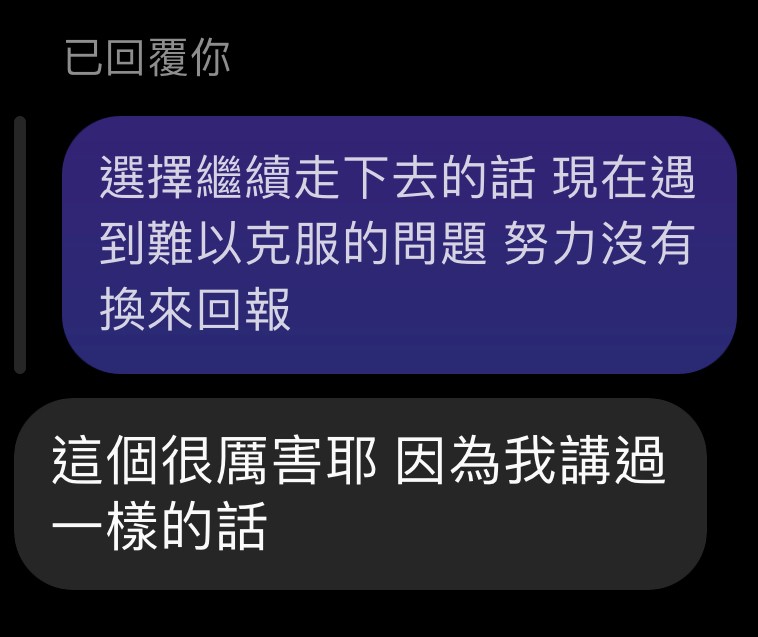 已回覆你
選擇繼續走下去的話 現在遇
到難以克服的問題 努力沒有
換來回報
這個很厲害耶 因為我講過
一樣的話